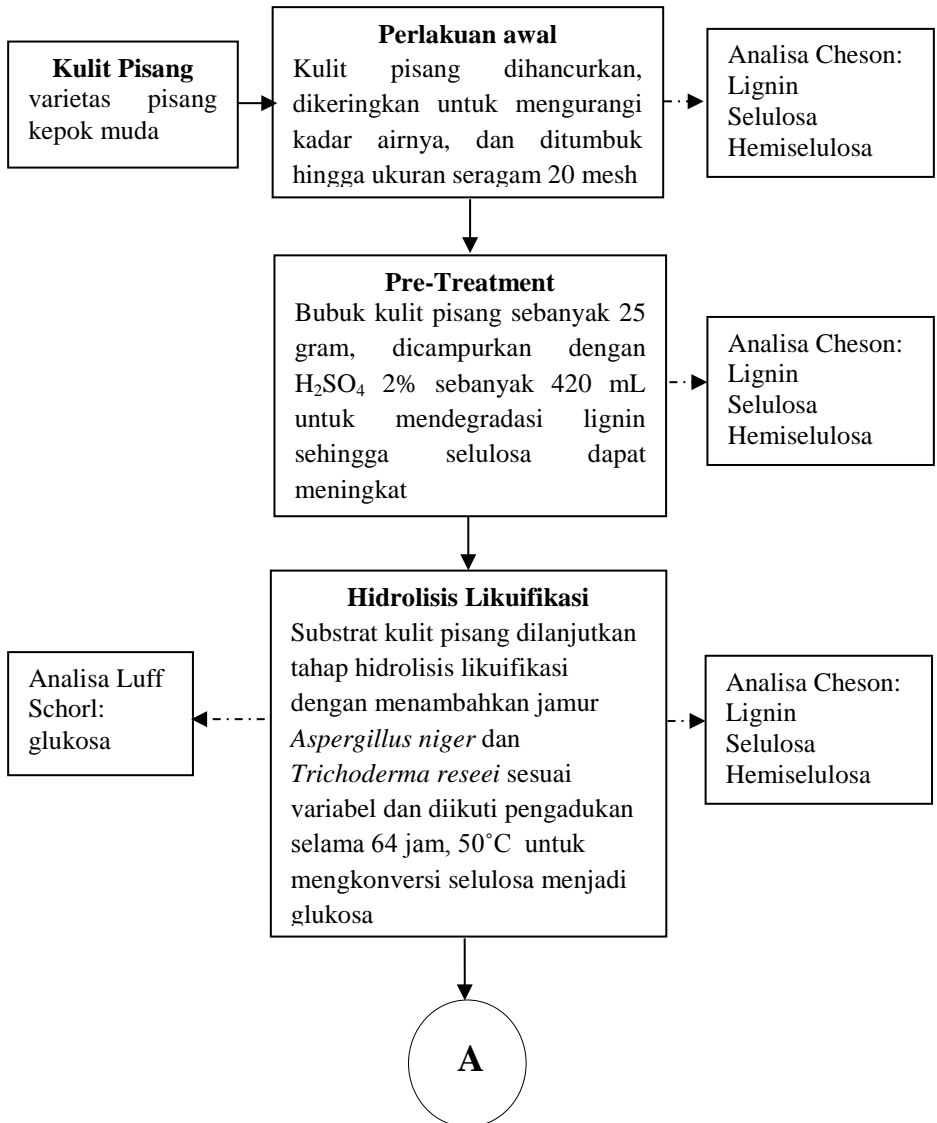 Kulit Pisang
varietas pisang
kepok muda
Perlakuan awal
Kulit pisang dihancurkan,
dikeringkan untuk mengurangi
kadar airnya, dan ditumbuk
hingga ukuran seragam 20 mesh
Analisa Cheson:
Lignin
Selulosa
Hemiselulosa
Pre-Treatment
Bubuk kulit pisang sebanyak 25
gram, dicampurkan dengan
H₂SO₄ 2% sebanyak 420 mL
untuk mendegradasi lignin
sehingga selulosa dapat
meningkat
Analisa Cheson:
Lignin
Selulosa
Hemiselulosa
Analisa Luff
Schorl:
glukosa
Hidrolisis Likuifikasi
Substrat kulit pisang dilanjutkan
tahap hidrolisis likuifikasi
dengan menambahkan jamur
Aspergillus niger dan
Trichoderma reseei sesuai
variabel dan diikuti pengadukan
selama 64 jam, 50˚C untuk
mengkonversi selulosa menjadi
glukosa
Analisa Cheson:
Lignin
Selulosa
Hemiselulosa
A